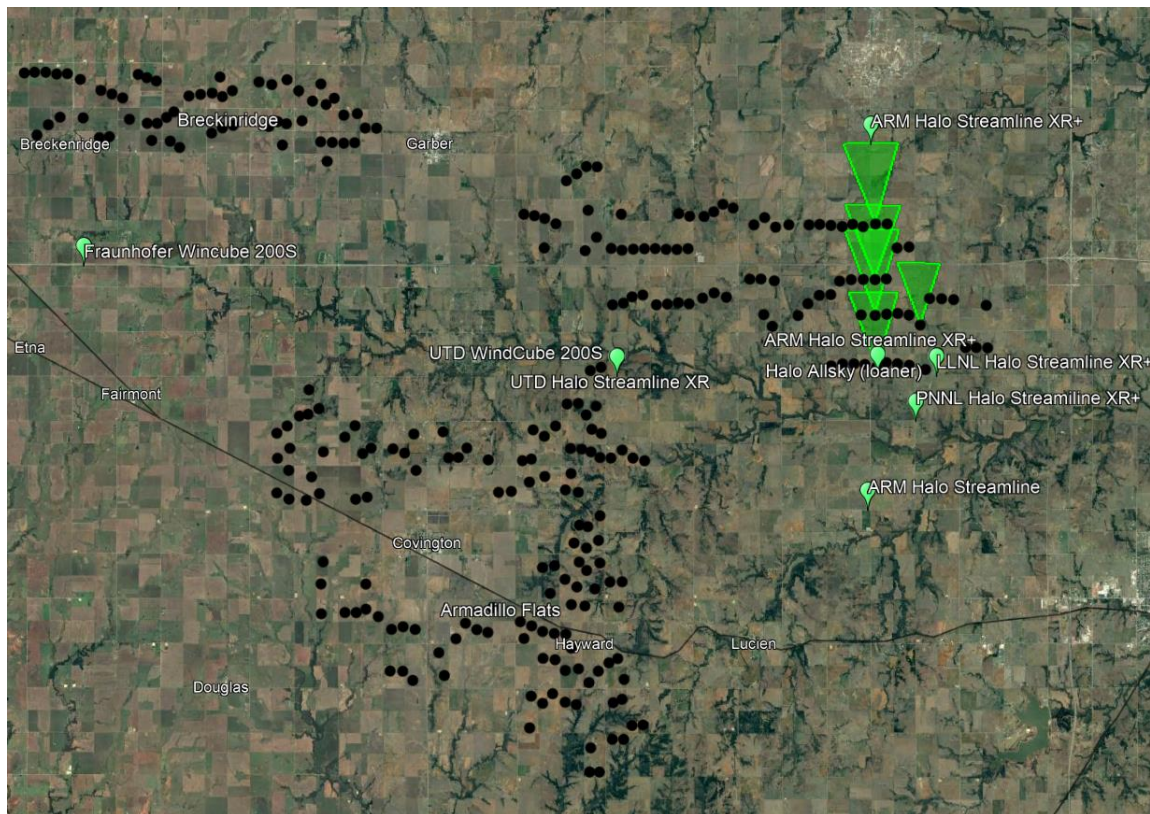 ARM Halo Streamline XR+
Breckinridge
Breckenridge
Garber
Fraunhofer Wincube 200S
ARM Halo Streamline XR+
Etna
UTD WindCube 200S
LLNL Halo Streamline XR+
Halo Allsky (loaner)
UTD Halo Streamline XR
Fairmont
PNNL Halo Streamiline XR+
ARM Halo Streamline
Covington
Armadillo Flats
Hayward
Lucien
Douglas